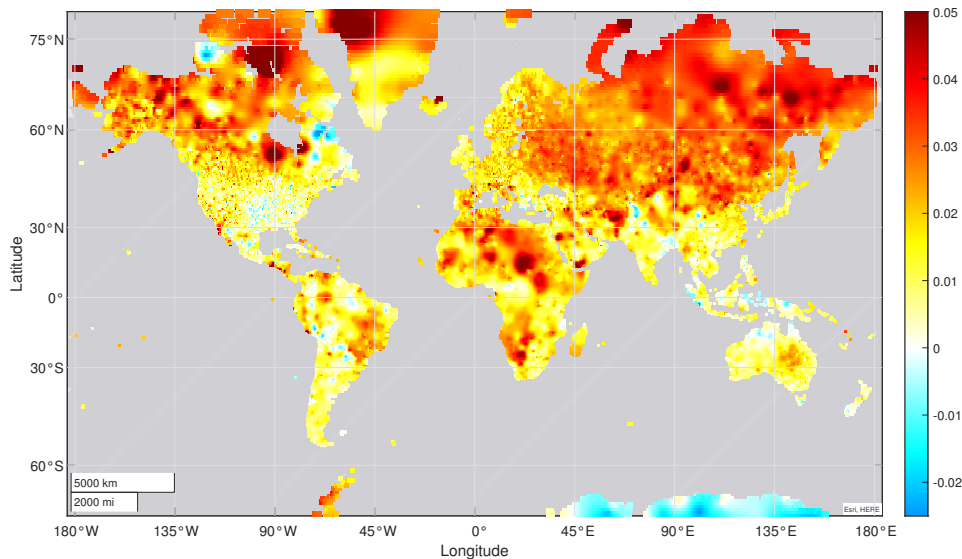 75°N
60°N
30°N
0°
30°S
60°S
Latitude
5000 km
2000 mi
Esri, HERE
180°W
135°W
90°W
45°W
0°
45°E
90°E
135°E
180°E
Longitude
0.05
0.04
0.03
0.02
0.01
0
-0.01
-0.02